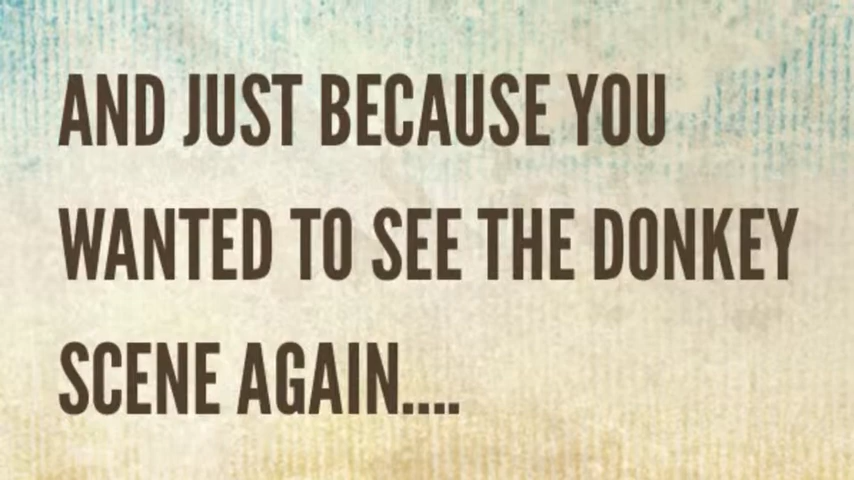 AND JUST BECAUSE YOU
WANTED TO SEE THE DONKEY
SCENE AGAIN....